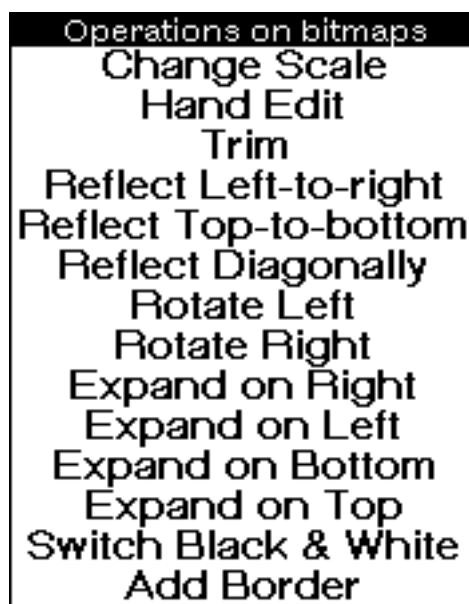 Operations on bitmaps
Change Scale
Hand Edit
Trim
Reflect Left-to-right
Reflect Top-to-bottom
Reflect Diagonally
Rotate Left
Rotate Right
Expand on Right
Expand on Left
Expand on Bottom
Expand on Top
Switch Black & White
Add Border